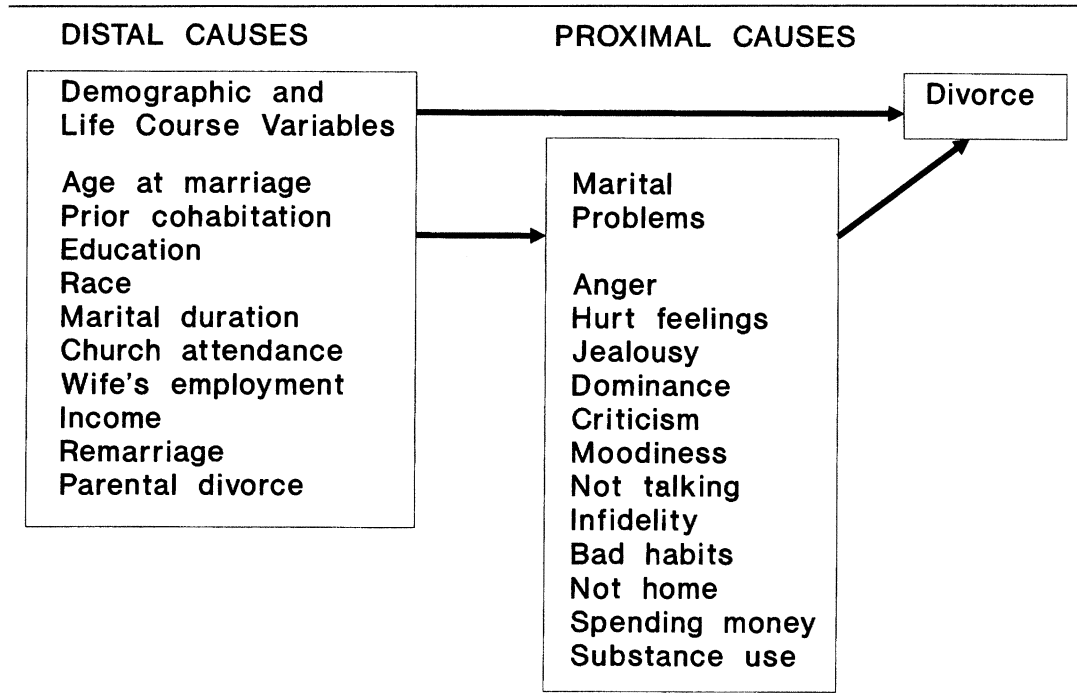 DISTAL CAUSES
PROXIMAL CAUSES
Demographic and
Life Course Variables
Age at marriage
Prior cohabitation
Education
Race
Marital duration
Church attendance
Wife's employment
Income
Remarriage
Parental divorce
Marital
Problems
Anger
Hurt feelings
Jealousy
Dominance
Criticism
Moodiness
Not talking
Infidelity
Bad habits
Not home
Spending money
Substance use
Divorce